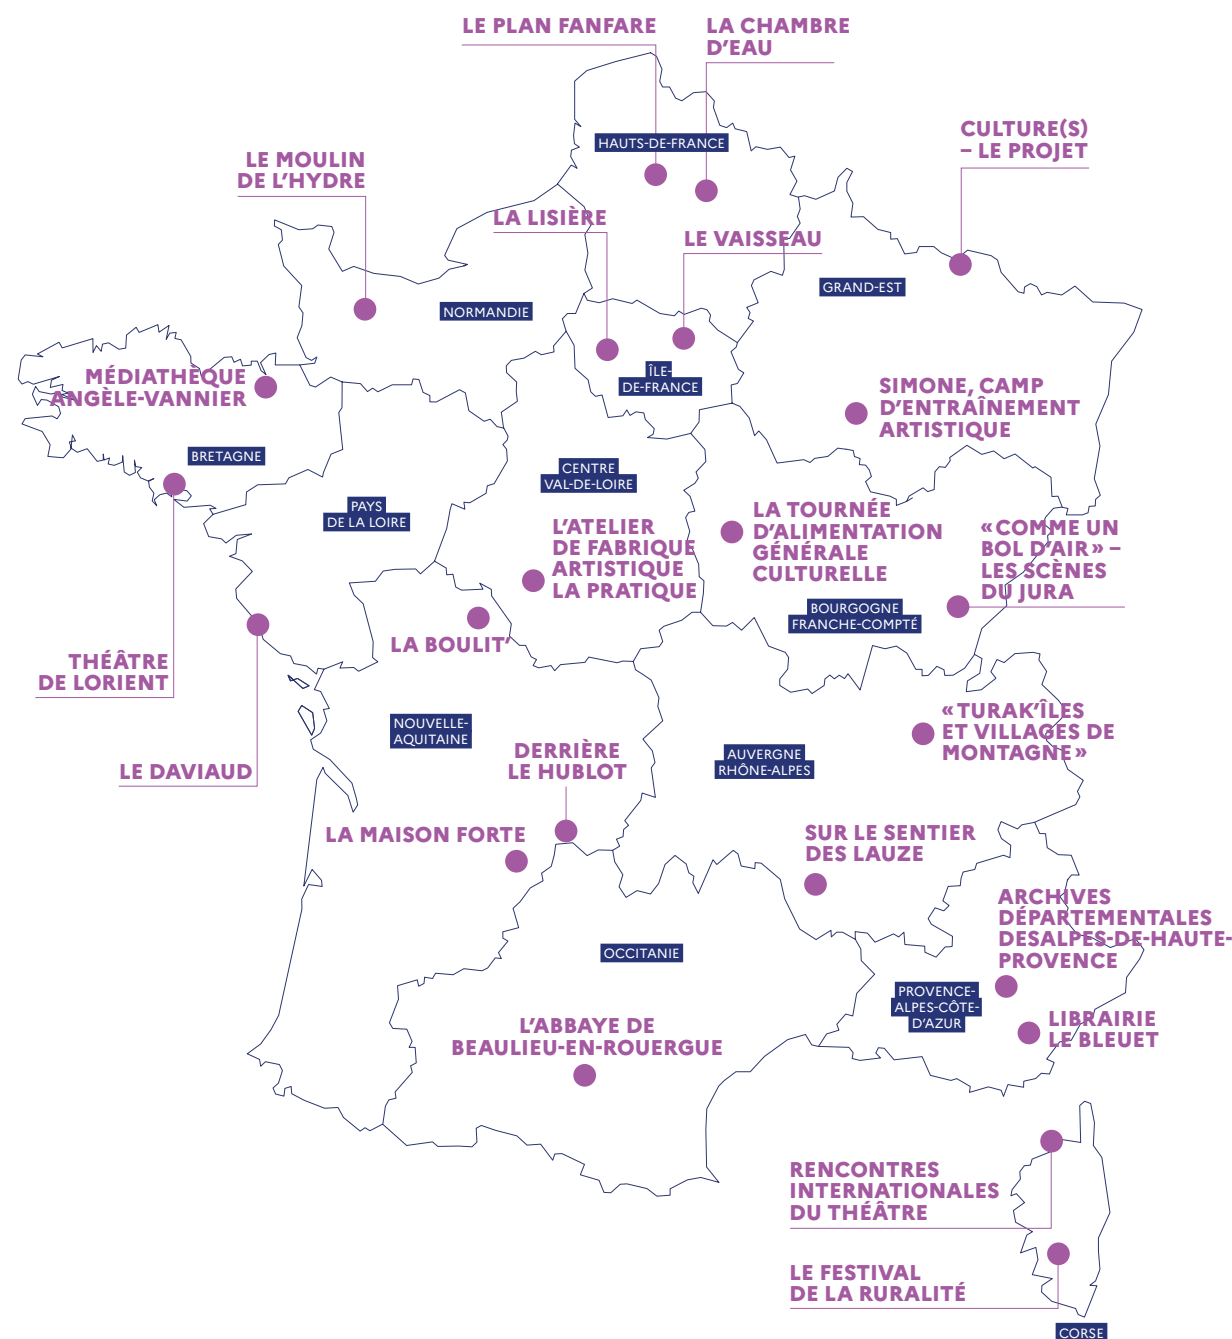 LE PLAN FANFARE
LA CHAMBRE
D'EAU
HAUTS-DE-FRANCE
CULTURE(S)
– LE PROJET
LE MOULIN
DE L'HYDRE
LA LISIÈRE
LE VAISSEAU
GRAND-EST
NORMANDIE
ÎLE-
DE-FRANCE
MÉDIATHÈQUE
ANGÈLE-VANNIER
SIMONE, CAMP
D'ENTRAÎNEMENT
ARTISTIQUE
BRETAGNE
CENTRE
VAL-DE-LOIRE
PAYS
DE LA LOIRE
L'ATELIER
DE FABRIQUE
ARTISTIQUE
LA PRATIQUE
LA TOURNÉE
D'ALIMENTATION
GÉNÉRALE
CULTURELLE
« COMME UN
BOL D'AIR » –
LES SCÈNES
DU JURA
BOURGOGNE
FRANCHE-COMPTÉ
LA BOULIT'
THÉÂTRE
DE LORIENT
NOUVELLE-
AQUITAINE
« TURAK'ÎLES
ET VILLAGES DE
MONTAGNE »
AUVERGNE
RHÔNE-ALPES
DERRIÈRE
LE HUBLOT
LE DAVIAUD
LA MAISON FORTE
SUR LE SENTIER
DES LAUZE
ARCHIVES
DÉPARTEMENTALES
DESALPES-DE-HAUTE-
PROVENCE
OCCITANIE
PROVENCE-
ALPES-CÔTE-
D'AZUR
LIBRAIRIE
LE BLEUET
L'ABBAYE DE
BEAULIEU-EN-ROUERGUE
RENCONTRES
INTERNATIONALES
DU THÉÂTRE
LE FESTIVAL
DE LA RURALITÉ
CORSE